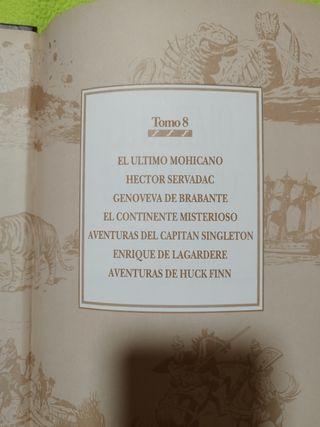 Tomo 8
EL ULTIMO MOHICANO
HECTOR SERVADAC
GENOVEVA DE BRABANTE
EL CONTINENTE MISTERIOSO
AVENTURAS DEL CAPITAN SINGLETON
ENRIQUE DE LAGARDERE
AVENTURAS DE HUCK FINN